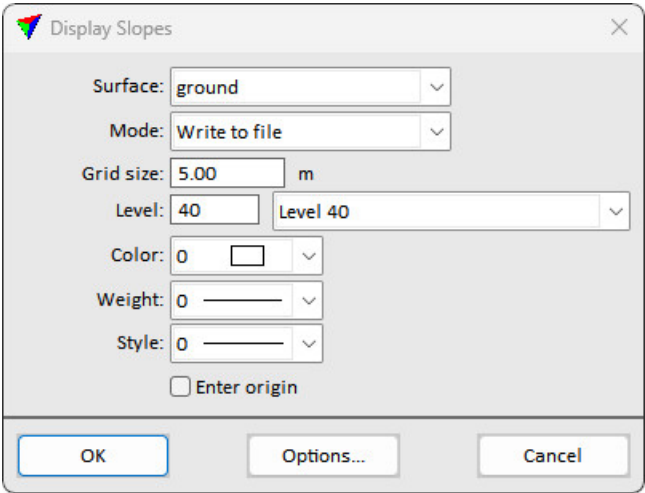 Display Slopes
Surface: ground
Mode: Write to file
Grid size: 5.00 m
Level: 40 Level 40
Color: 0
Weight: 0
Style: 0
Enter origin
OK Options... Cancel